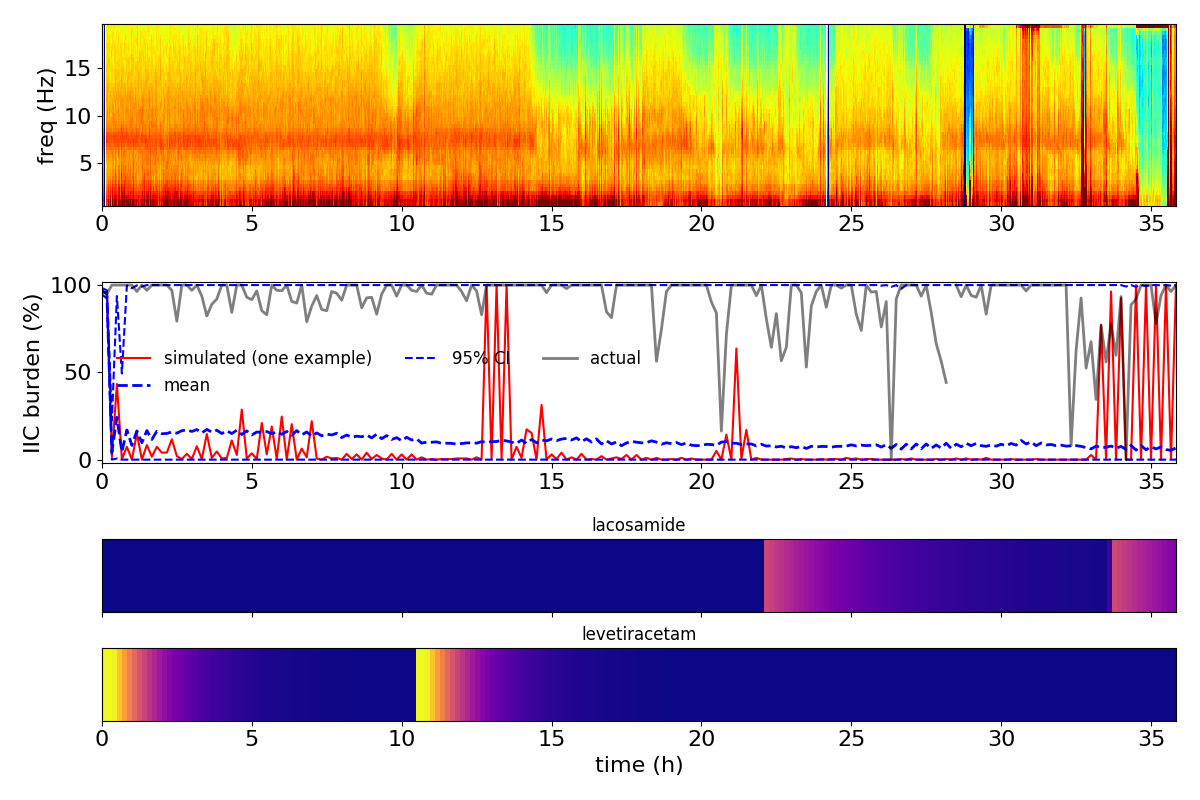 freq (Hz)
15
10
5
0 5 10 15 20 25 30 35
IIC burden (%)
100
50
0
simulated (one example) 95% CI actual
mean
0 5 10 15 20 25 30 35
lacosamide
levetiracetam
0 5 10 15 20 25 30 35
time (h)